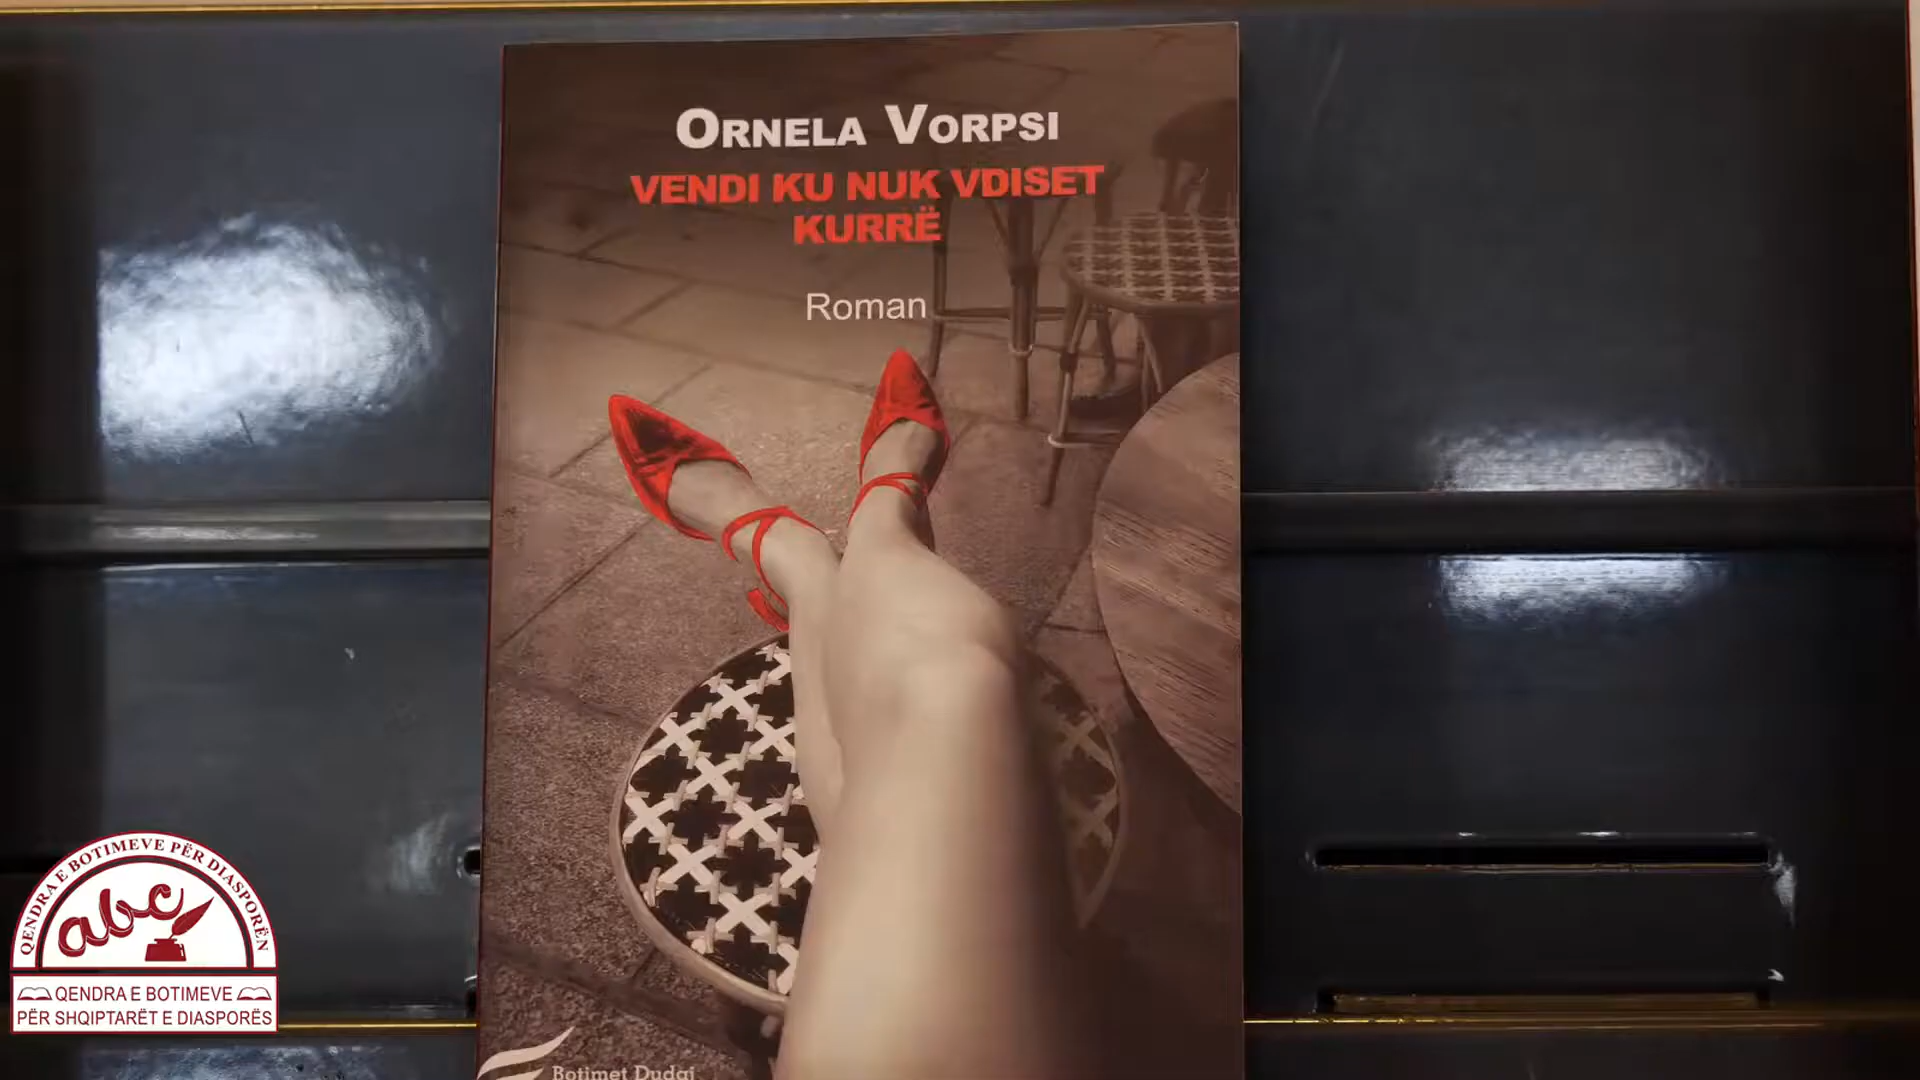 ORNELA VORPSI
VENDI KU NUK VDISET
KURRË
Roman
Botimet Dudaj
QENDRA E BOTIMEVE PËR DIASPORËN
abc
QENDRA E BOTIMEVE
PËR SHQIPTARËT E DIASPORËS